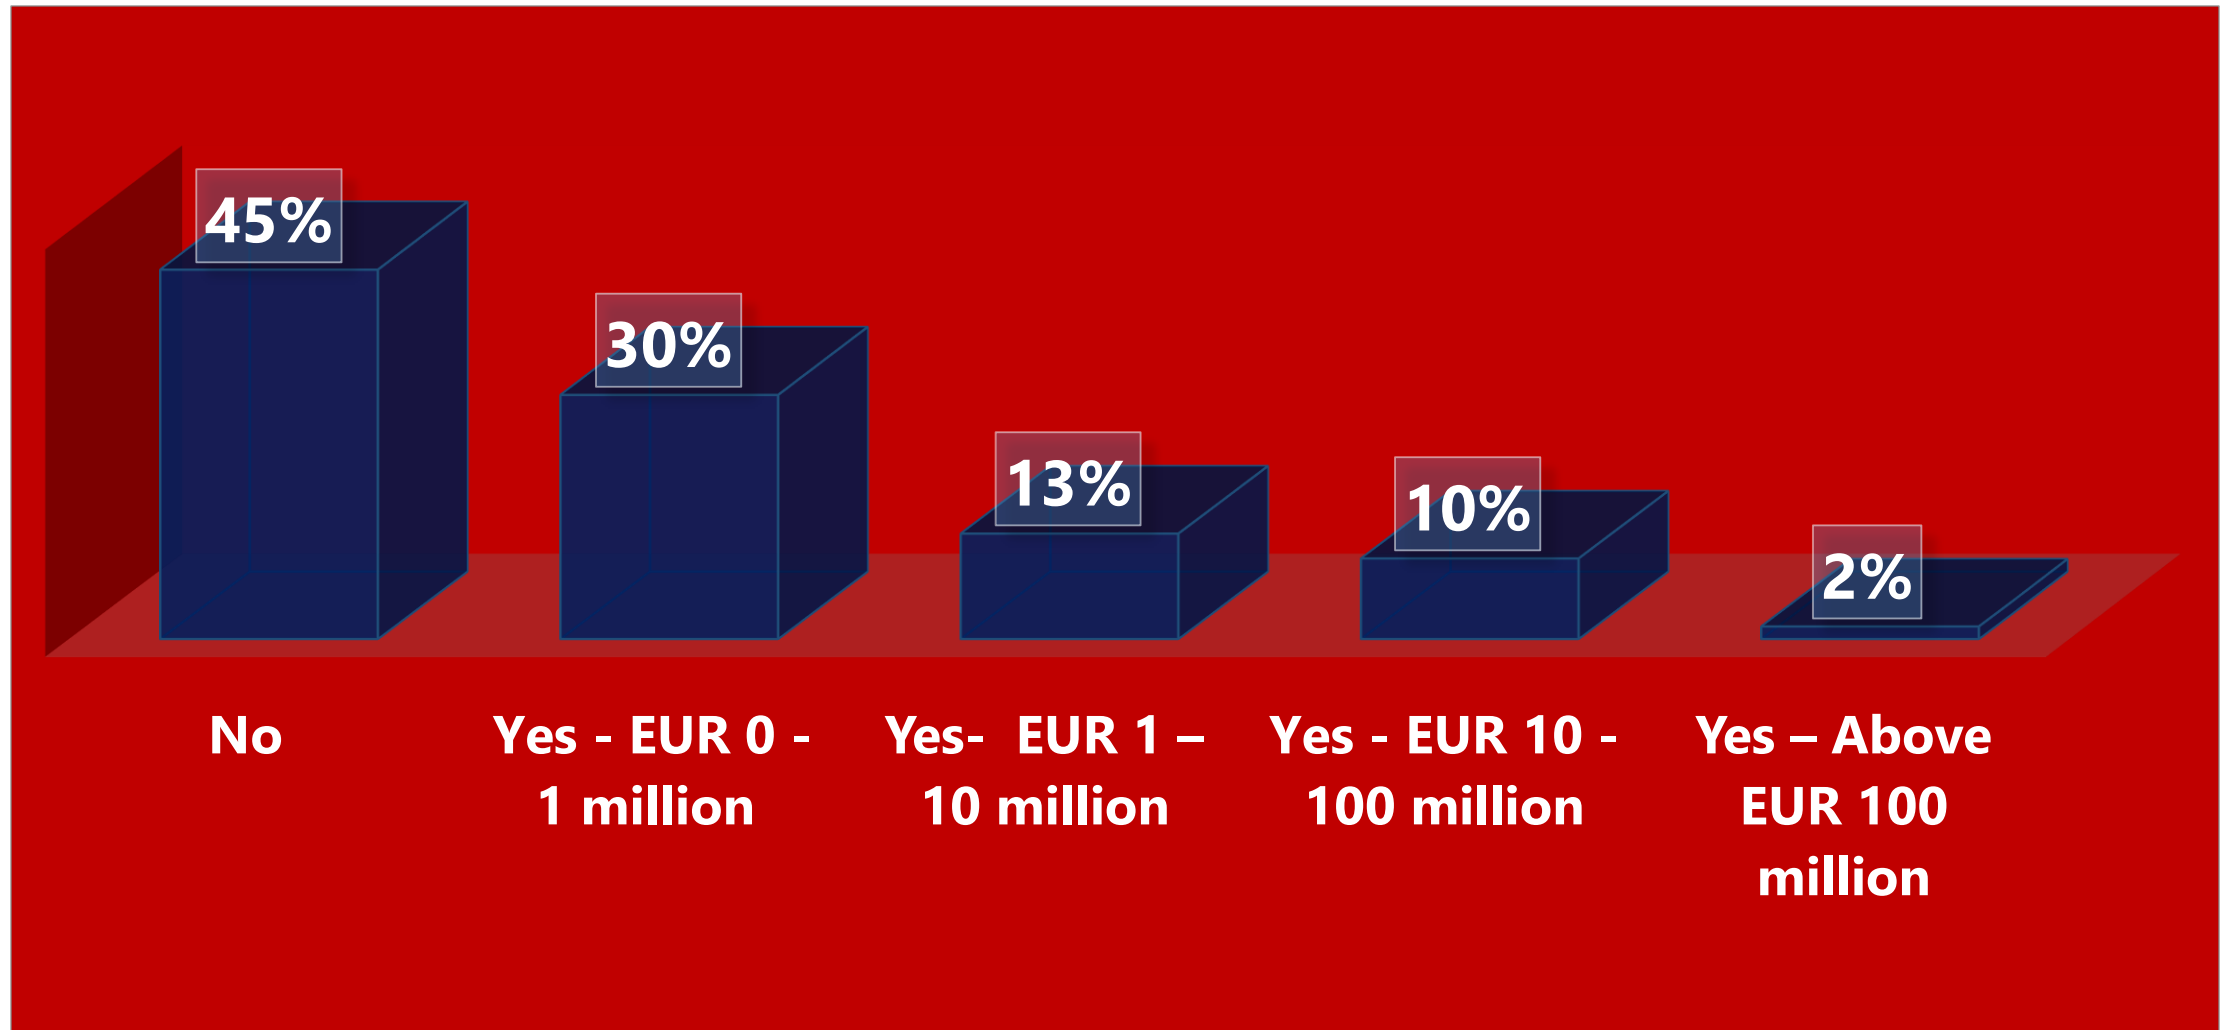 45%
30%
13%
10%
2%
No
Yes - EUR 0 -
1 million
Yes-  EUR 1 –
10 million
Yes - EUR 10 -
100 million
Yes – Above
EUR 100
million